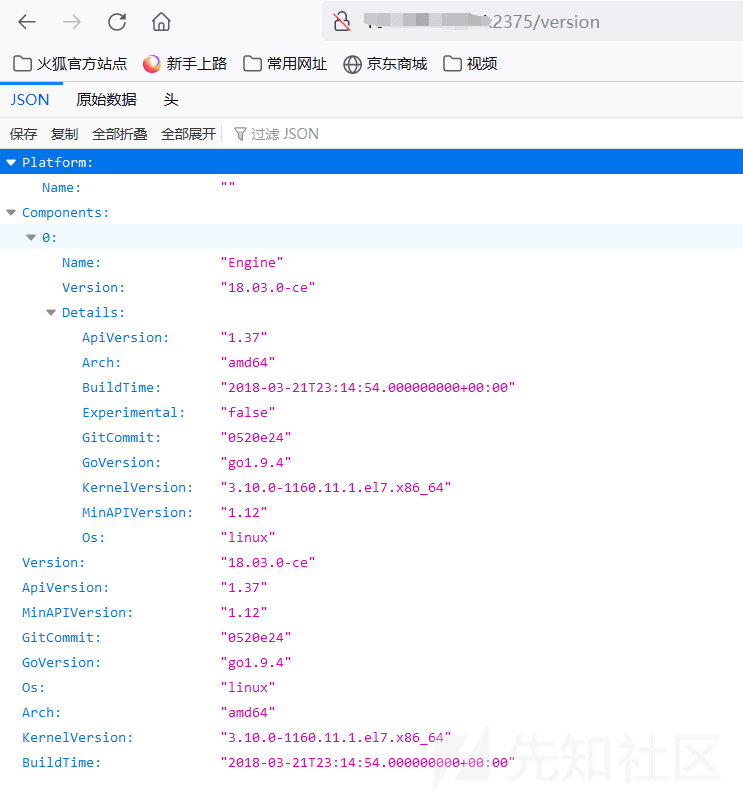 :2375/version
火狐官方站点 新手上路 常用网址 京东商城 视频
JSON 原始数据 头
保存 复制 全部折叠 全部展开 过滤 JSON
Platform:
Name: ""
Components:
0:
Name: "Engine"
Version: "18.03.0-ce"
Details:
ApiVersion: "1.37"
Arch: "amd64"
BuildTime: "2018-03-21T23:14:54.000000000+00:00"
Experimental: "false"
GitCommit: "0520e24"
GoVersion: "go1.9.4"
KernelVersion: "3.10.0-1160.11.1.el7.x86_64"
MinAPIVersion: "1.12"
Os: "linux"
Version: "18.03.0-ce"
ApiVersion: "1.37"
MinAPIVersion: "1.12"
GitCommit: "0520e24"
GoVersion: "go1.9.4"
Os: "linux"
Arch: "amd64"
KernelVersion: "3.10.0-1160.11.1.el7.x86_64"
BuildTime: "2018-03-21T23:14:54.000000000+00:00"
先知社区